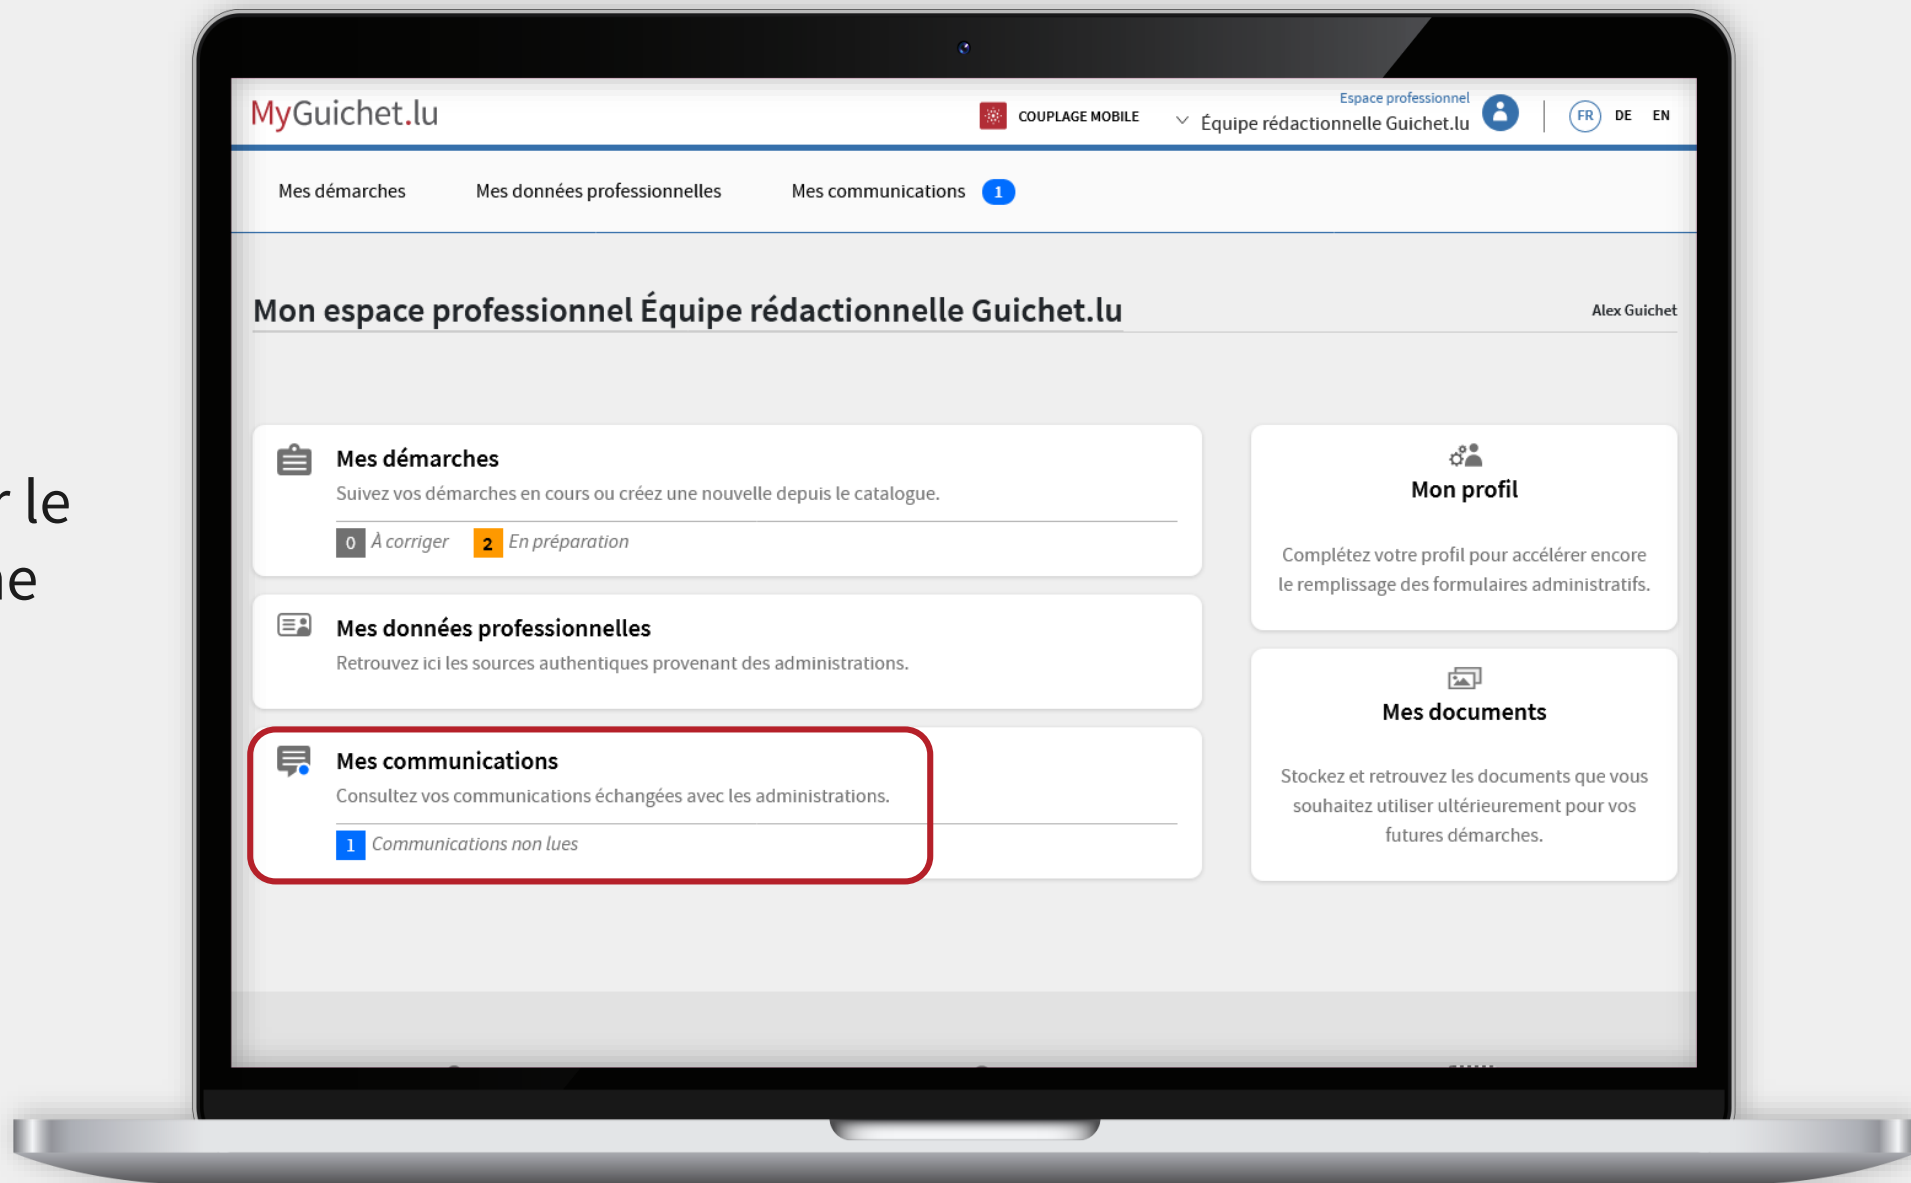 MyGuichet.lu
COUPLAGE MOBILE
Espace professionnel
Équipe rédactionnelle Guichet.lu
FR DE EN
Mes démarches Mes données professionnelles Mes communications 1
Mon espace professionnel Équipe rédactionnelle Guichet.lu
Alex Guichet
Mes démarches
Suivez vos démarches en cours ou créez une nouvelle depuis le catalogue.
0 À corriger 2 En préparation
Mes données professionnelles
Retrouvez ici les sources authentiques provenant des administrations.
Mes communications
Consultez vos communications échangées avec les administrations.
1 Communications non lues
Mon profil
Complétez votre profil pour accélérer encore
le remplissage des formulaires administratifs.
Mes documents
Stockez et retrouvez les documents que vous
souhaitez utiliser ultérieurement pour vos
futures démarches.
le